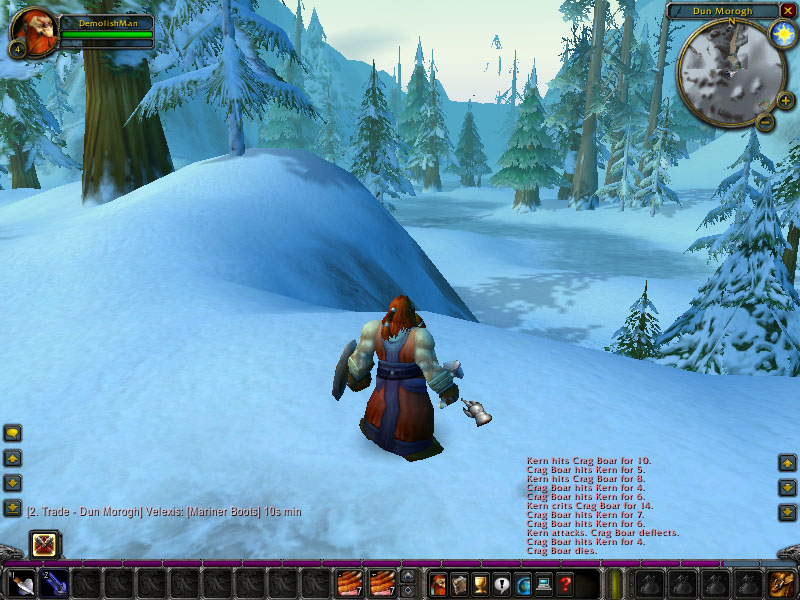 DemolishMan
4
Dun Morogh
N
Kern hits Crag Boar for 10.
Crag Boar hits Kern for 5.
Kern hits Crag Boar for 8.
Crag Boar hits Kern for 4.
Crag Boar hits Kern for 6.
Kern crits Crag Boar for 14.
Crag Boar hits Kern for 7.
Crag Boar hits Kern for 6.
Kern attacks. Crag Boar deflects.
Crag Boar hits Kern for 4.
Crag Boar dies.
[2. Trade - Dun Morogh] Velexis: [Mariner Boots] 10s min
2
7
7